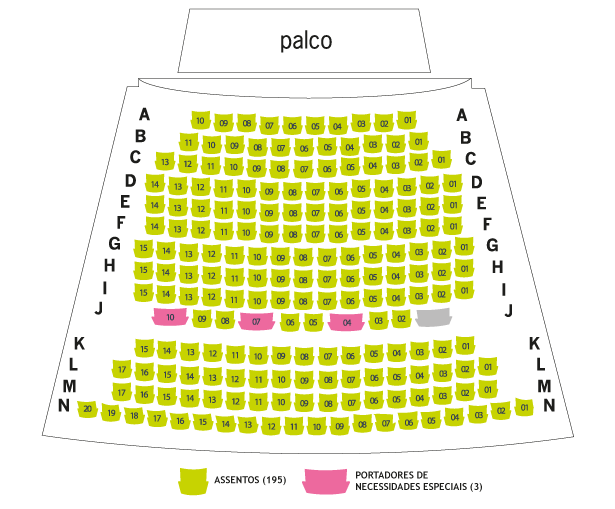 palco
A 10 09 08 07 06 05 04 03 02 01 A
B 11 10 09 08 07 06 05 04 03 02 01 B
C 13 12 11 10 09 08 07 06 05 04 03 02 01 C
D 14 13 12 11 10 09 08 07 06 05 04 03 02 01 D
E 14 13 12 11 10 09 08 07 06 05 04 03 02 01 E
F 14 13 12 11 10 09 08 07 06 05 04 03 02 01 F
G 15 14 13 12 11 10 09 08 07 06 05 04 03 02 01 G
H 15 14 13 12 11 10 09 08 07 06 05 04 03 02 01 H
I 15 14 13 12 11 10 09 08 07 06 05 04 03 02 01 I
J 10 09 08 07 06 05 04 03 02 J
K 15 14 13 12 11 10 09 08 07 06 05 04 03 02 01 K
L 17 16 15 14 13 12 11 10 09 08 07 06 05 04 03 02 01 L
M 17 16 15 14 13 12 11 10 09 08 07 06 05 04 03 02 01 M
N 20 19 18 17 16 15 14 13 12 11 10 09 08 07 06 05 04 03 02 01 N
ASSENTOS (195)
PORTADORES DE
NECESSIDADES ESPECIAIS (3)